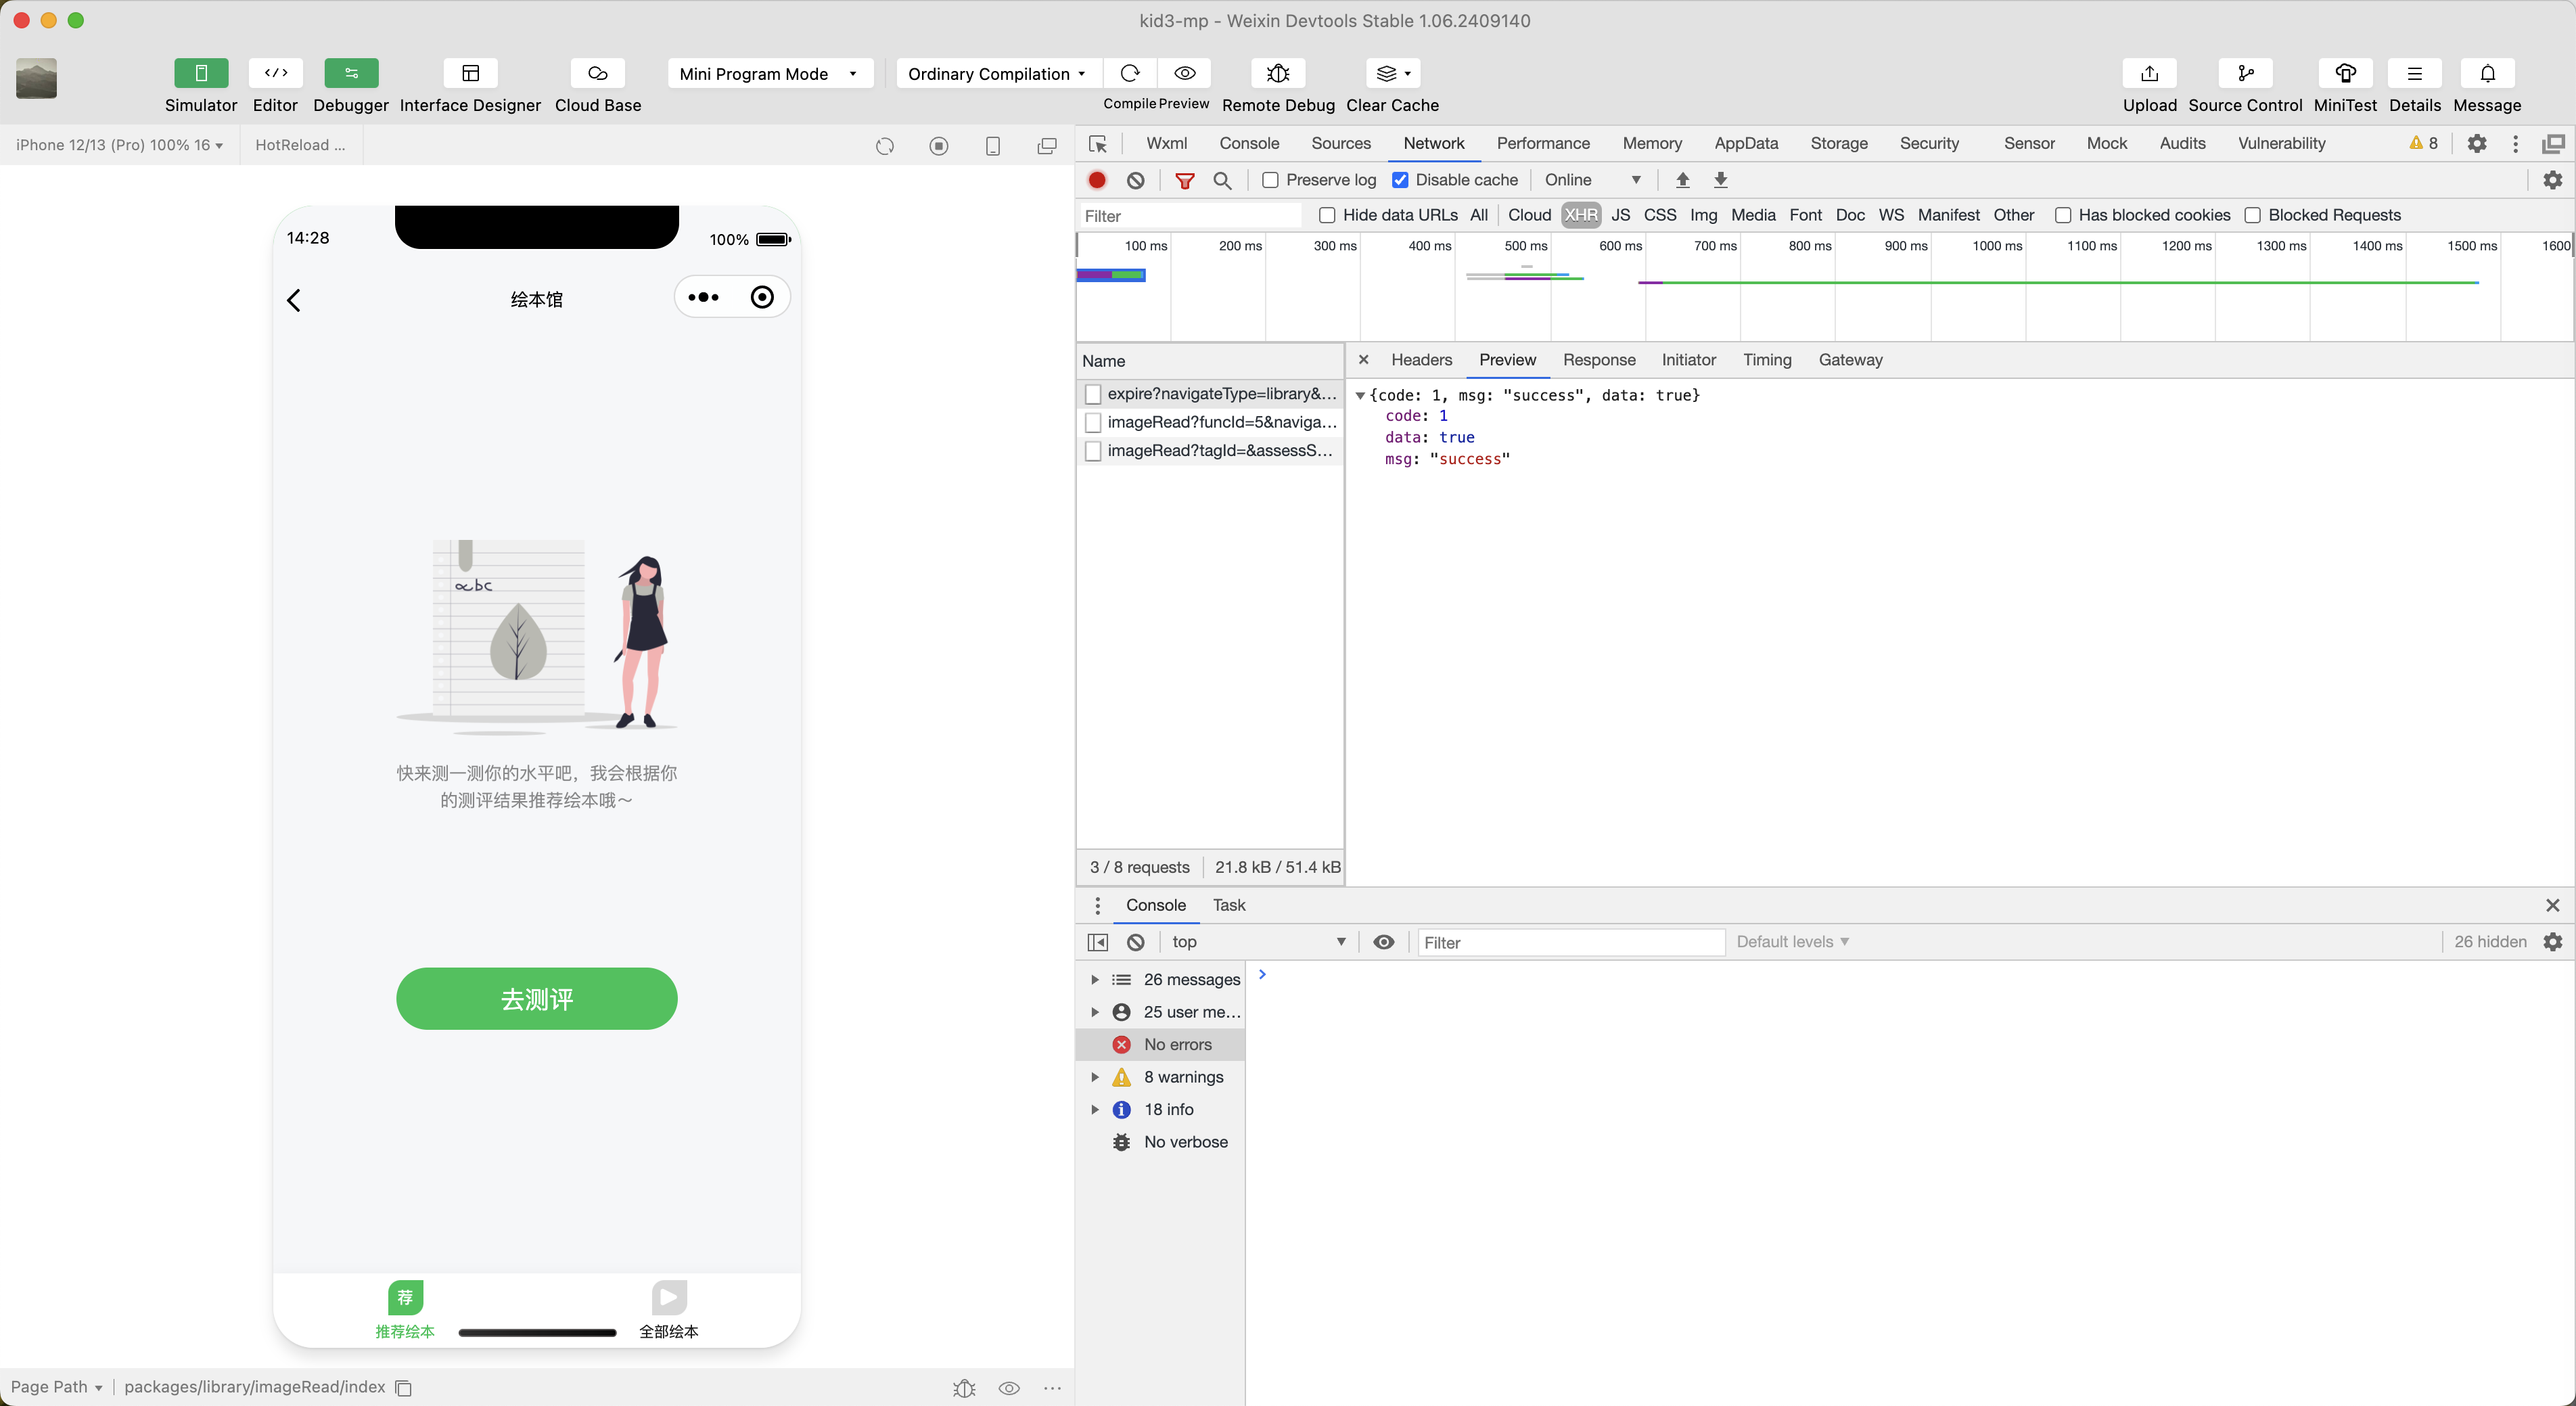 kid3-mp - Weixin Devtools Stable 1.06.2409140
Simulator Editor Debugger Interface Designer Cloud Base
Mini Program Mode Ordinary Compilation
Compile Preview Remote Debug Clear Cache
Upload Source Control MiniTest Details Message
iPhone 12/13 (Pro) 100% 16 HotReload ...
14:28
100%
绘本馆
abc
快来测一测你的水平吧，我会根据你
的测评结果推荐绘本哦～
去测评
荐
推荐绘本
全部绘本
Page Path packages/library/imageRead/index
Wxml Console Sources Network Performance Memory AppData Storage Security Sensor Mock Audits Vulnerability 8
Preserve log Disable cache Online
Filter Hide data URLs All Cloud XHR JS CSS Img Media Font Doc WS Manifest Other Has blocked cookies Blocked Requests
100 ms 200 ms 300 ms 400 ms 500 ms 600 ms 700 ms 800 ms 900 ms 1000 ms 1100 ms 1200 ms 1300 ms 1400 ms 1500 ms 1600
Name
expire?navigateType=library&...
imageRead?funcId=5&naviga...
imageRead?tagId=&assessS...
3 / 8 requests 21.8 kB / 51.4 kB
Headers Preview Response Initiator Timing Gateway
{code: 1, msg: "success", data: true}
code: 1
data: true
msg: "success"
Console Task
top Filter Default levels 26 hidden
26 messages
25 user me...
No errors
8 warnings
18 info
No verbose